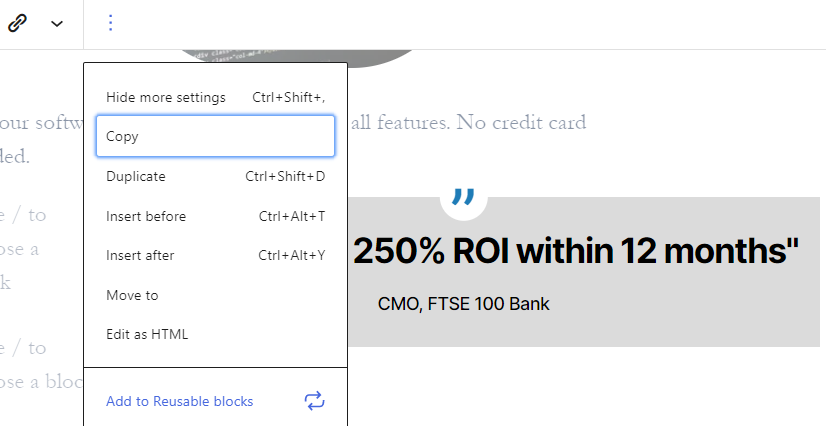 Hide more settings Ctrl+Shift+,
our softw all features. No credit card
Copy
ded.
Duplicate Ctrl+Shift+D
e / to
Insert before Ctrl+Alt+T
”
ose a
Insert after Ctrl+Alt+Y
250% ROI within 12 months"
k
Move to
CMO, FTSE 100 Bank
Edit as HTML
e / to
ose a bloc
Add to Reusable blocks